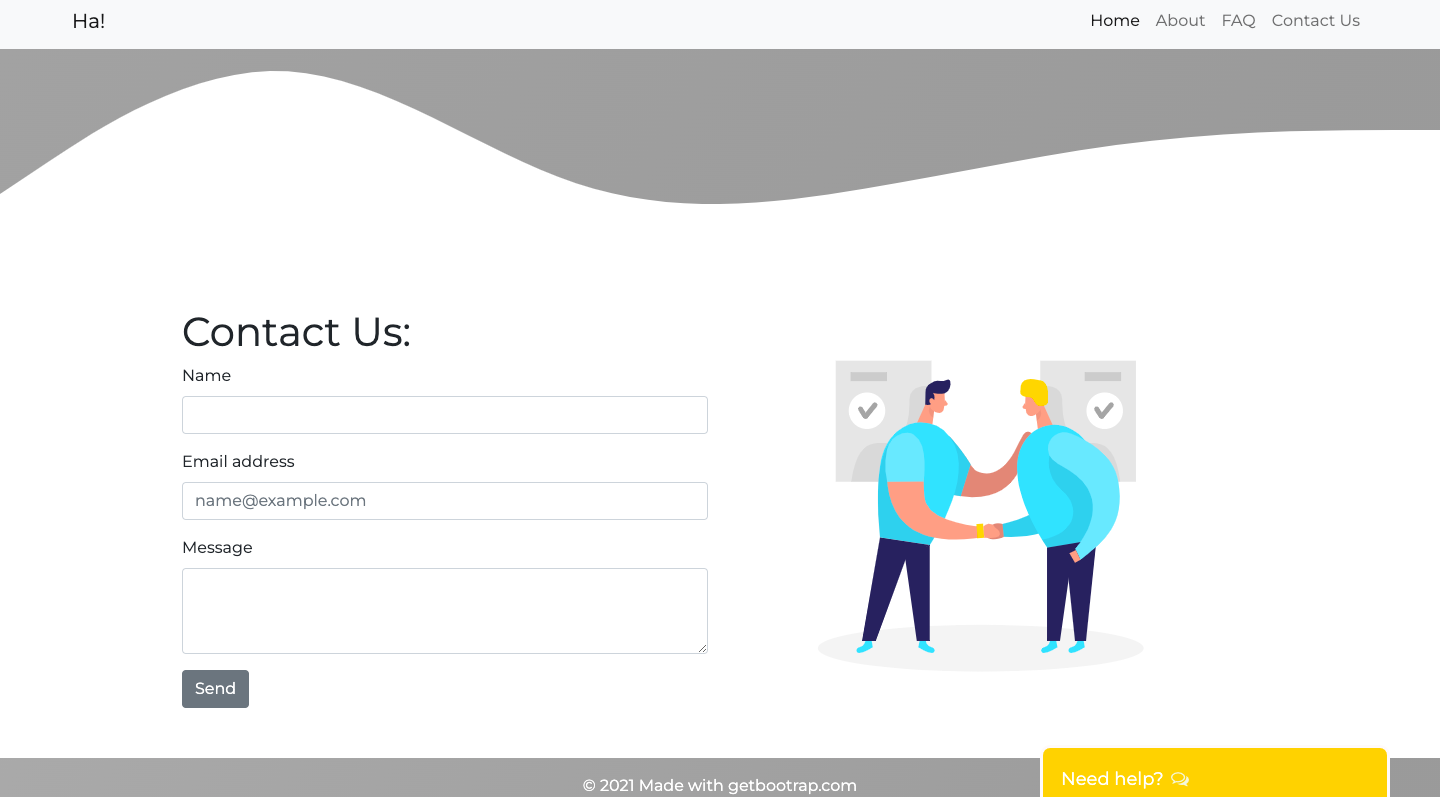 Ha!
Home About FAQ Contact Us
Contact Us:
Name
Email address
name@example.com
Message
Send
© 2021 Made with getbootrap.com
Need help?